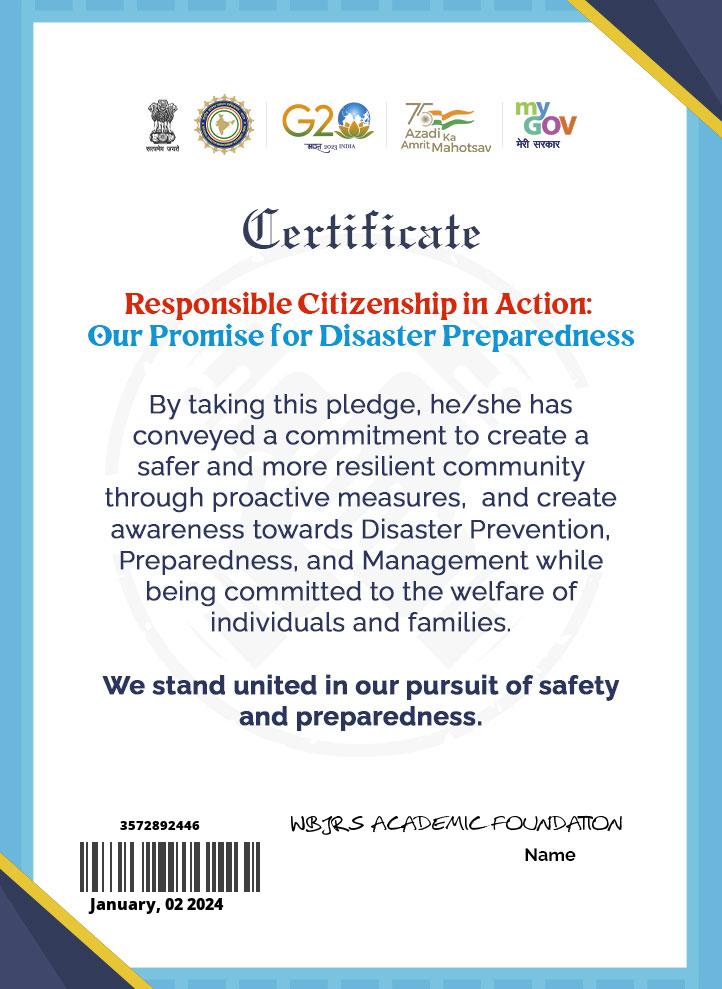 सत्यमेव जयते
G20
भारत 2023 INDIA
75
Azadi Ka
Amrit Mahotsav
my
GOV
मेरी सरकार
Certificate
Responsible Citizenship in Action:
Our Promise for Disaster Preparedness
By taking this pledge, he/she has
conveyed a commitment to create a
safer and more resilient community
through proactive measures, and create
awareness towards Disaster Prevention,
Preparedness, and Management while
being committed to the welfare of
individuals and families.
We stand united in our pursuit of safety
and preparedness.
3572892446
WBJRS ACADEMIC FOUNDATION
Name
January, 02 2024